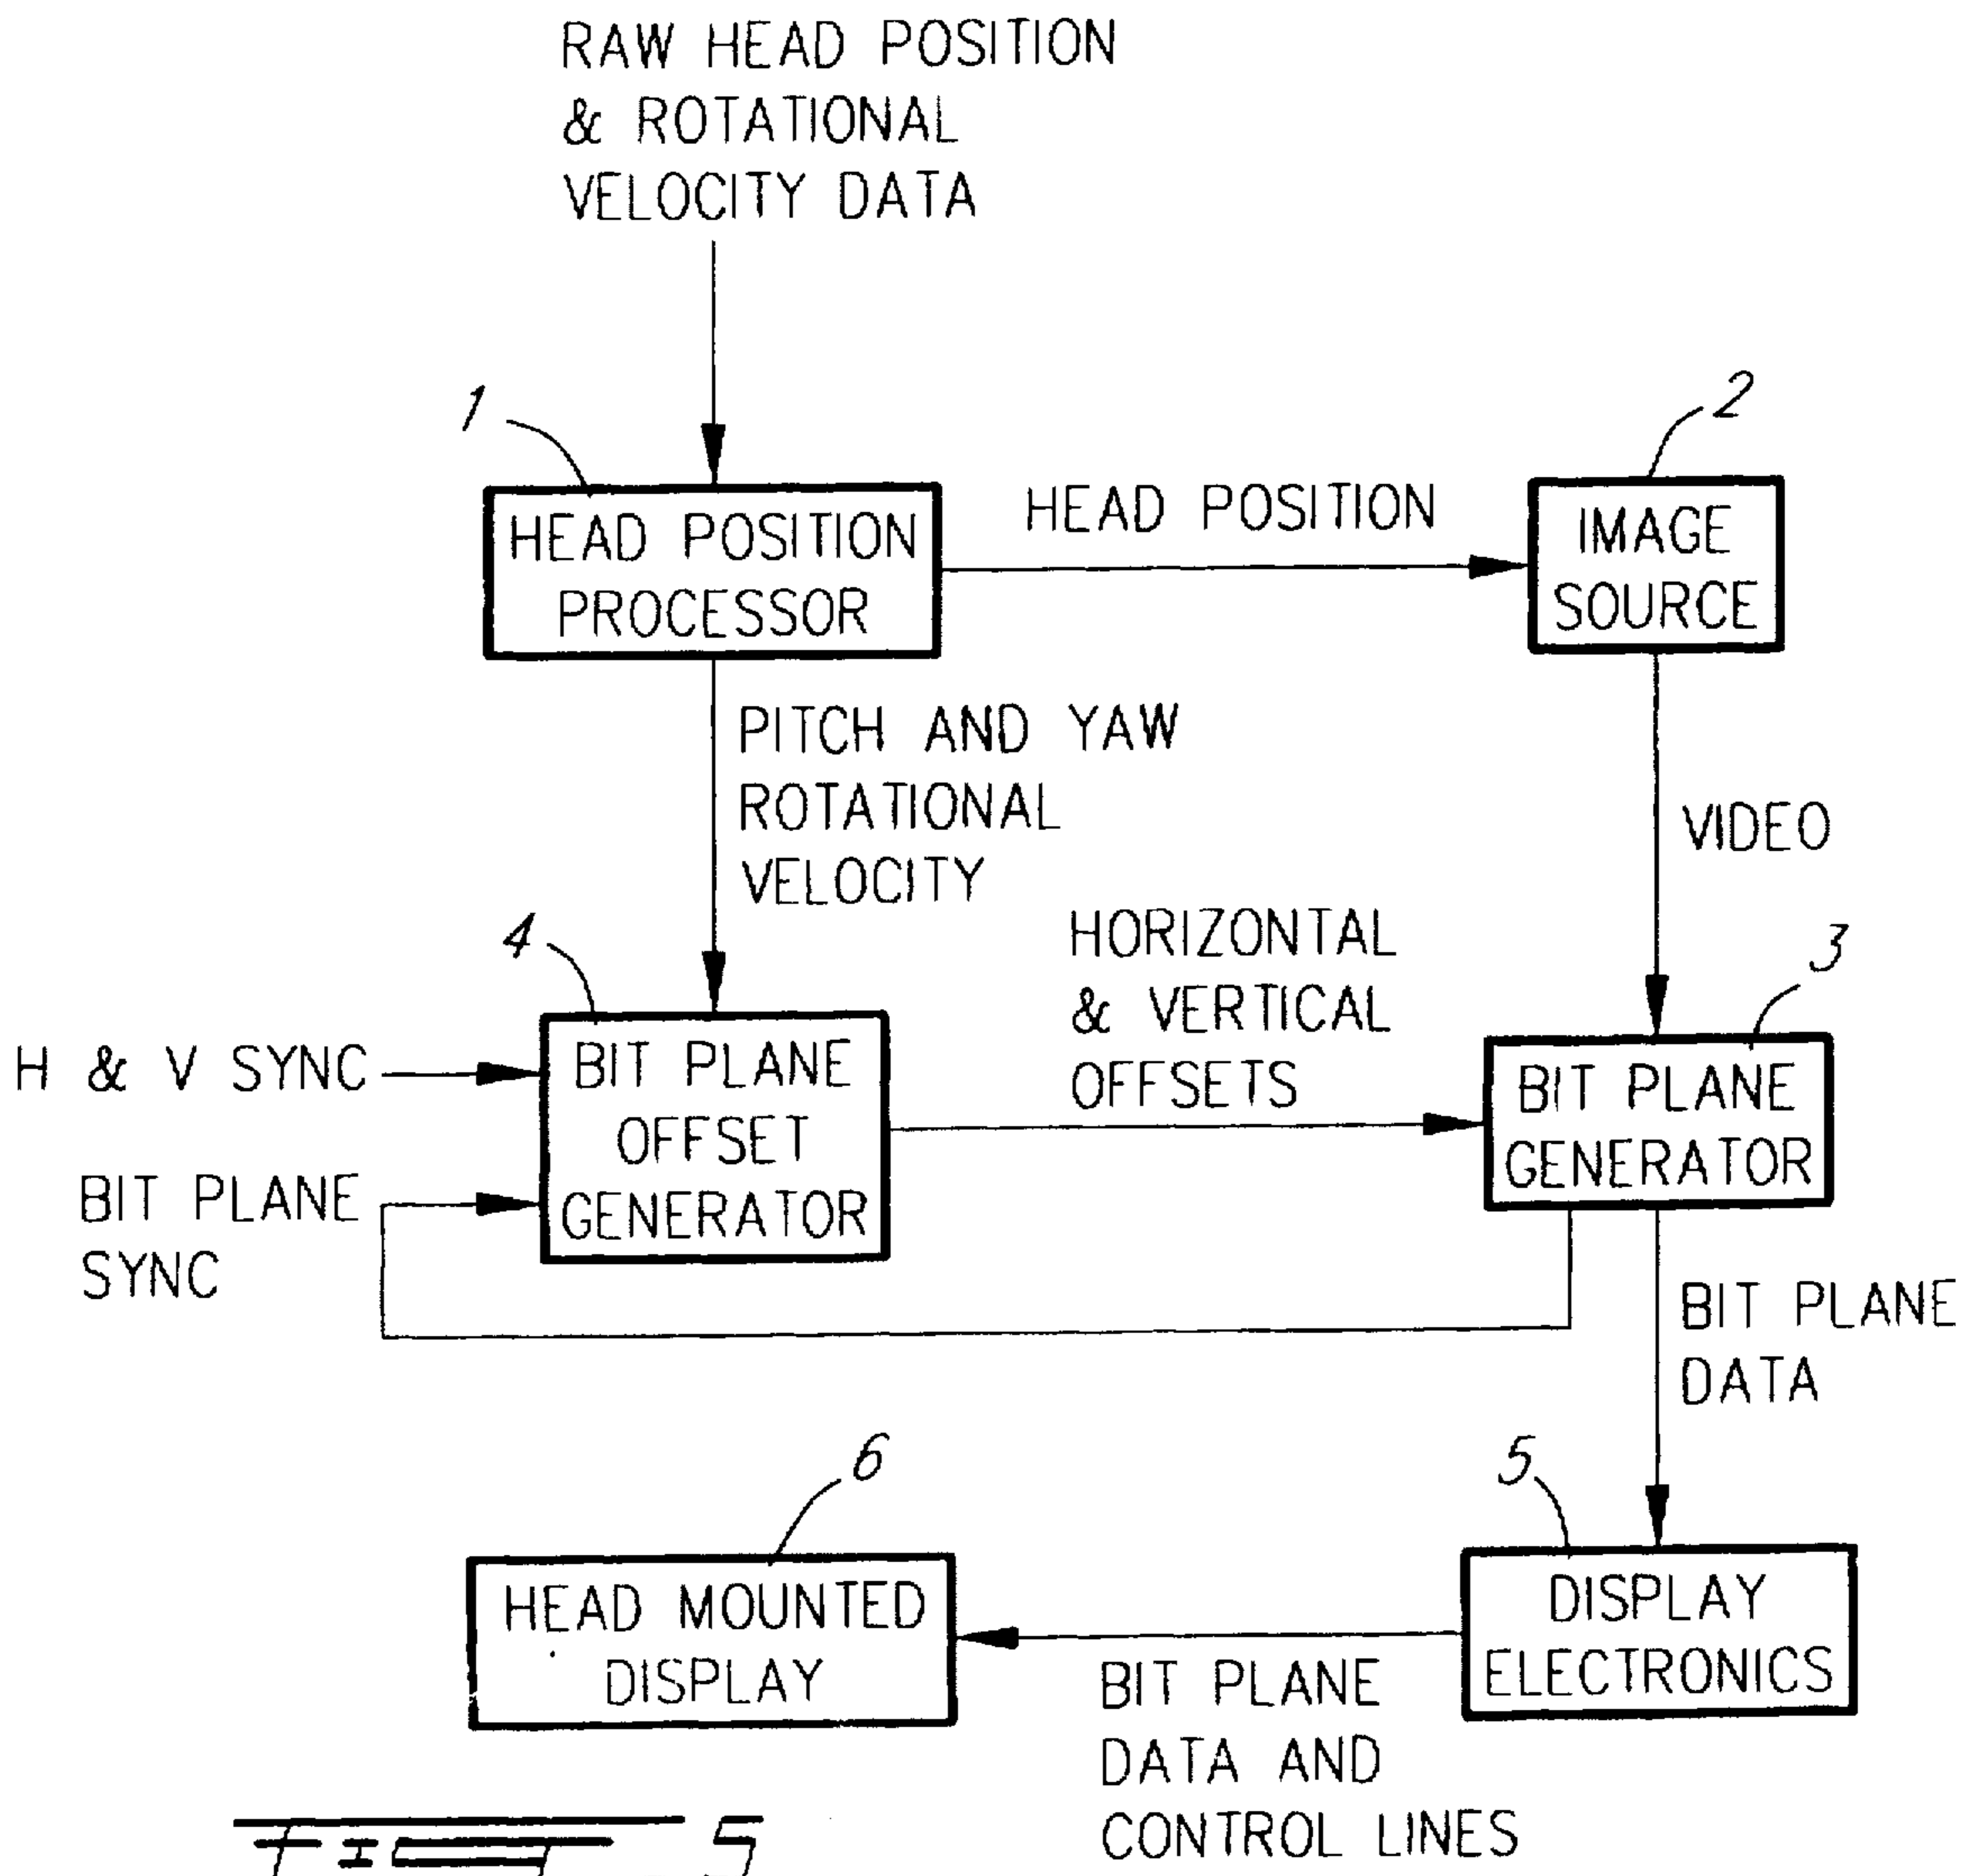 RAW HEAD POSITION
& ROTATIONAL
VELOCITY DATA
1
2
HEAD POSITION
PROCESSOR
HEAD POSITION
IMAGE
SOURCE
PITCH AND YAW
ROTATIONAL
VELOCITY
VIDEO
4
HORIZONTAL
& VERTICAL
OFFSETS
3
H & V SYNC
BIT PLANE
OFFSET
GENERATOR
BIT PLANE
GENERATOR
BIT PLANE
SYNC
BIT PLANE
DATA
6
5
HEAD MOUNTED
DISPLAY
DISPLAY
ELECTRONICS
BIT PLANE
DATA AND
CONTROL LINES
FIG 5